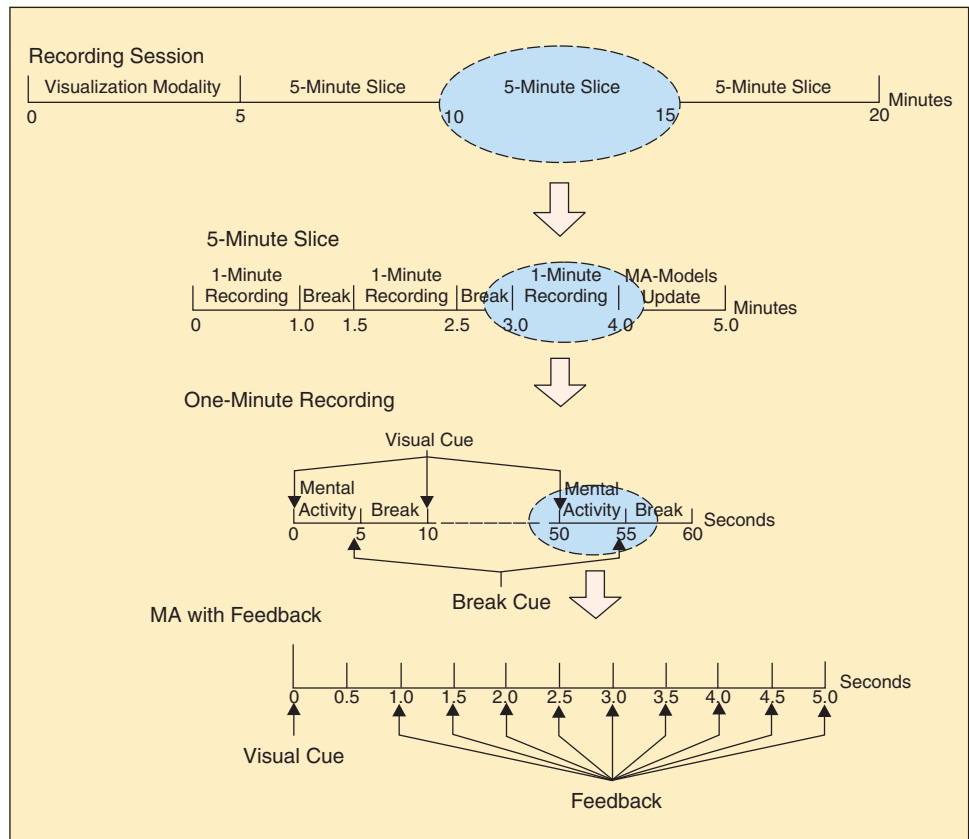 Recording Session
Visualization Modality 5-Minute Slice 5-Minute Slice 5-Minute Slice Minutes
0 5 10 15 20
5-Minute Slice
1-Minute 1-Minute 1-Minute MA-Models
Recording Break Recording Break Recording Update Minutes
0 1.0 1.5 2.5 3.0 4.0 5.0
One-Minute Recording
Visual Cue
Mental Mental
Activity Break Activity Break Seconds
0 5 10 50 55 60
Break Cue
MA with Feedback
Seconds
0 0.5 1.0 1.5 2.0 2.5 3.0 3.5 4.0 4.5 5.0
Visual Cue
Feedback